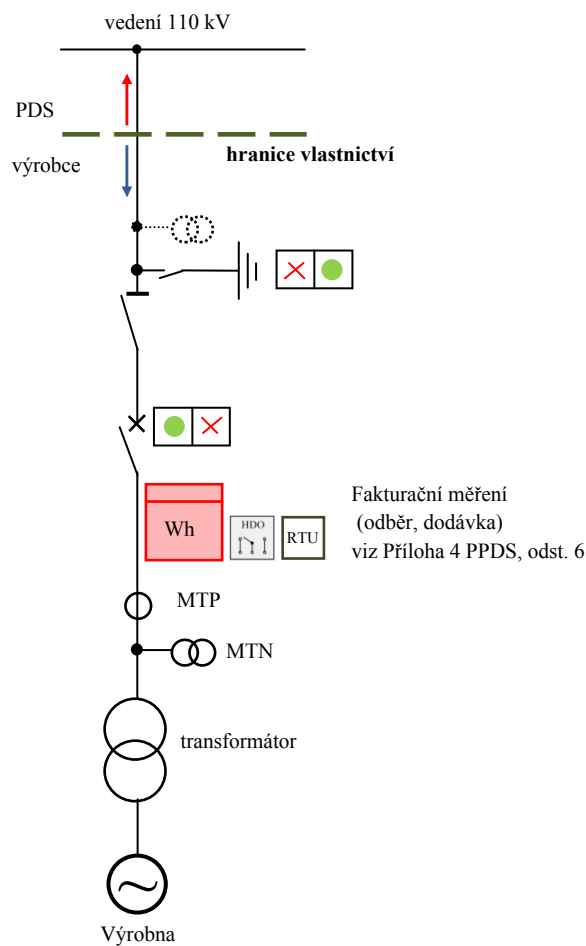 vedení 110 kV
PDS
hranice vlastnictví
výrobce
Fakturační měření
(odběr, dodávka)
viz Příloha 4 PPDS, odst. 6
Wh
HDO
RTU
MTP
MTN
transformátor
Výrobna